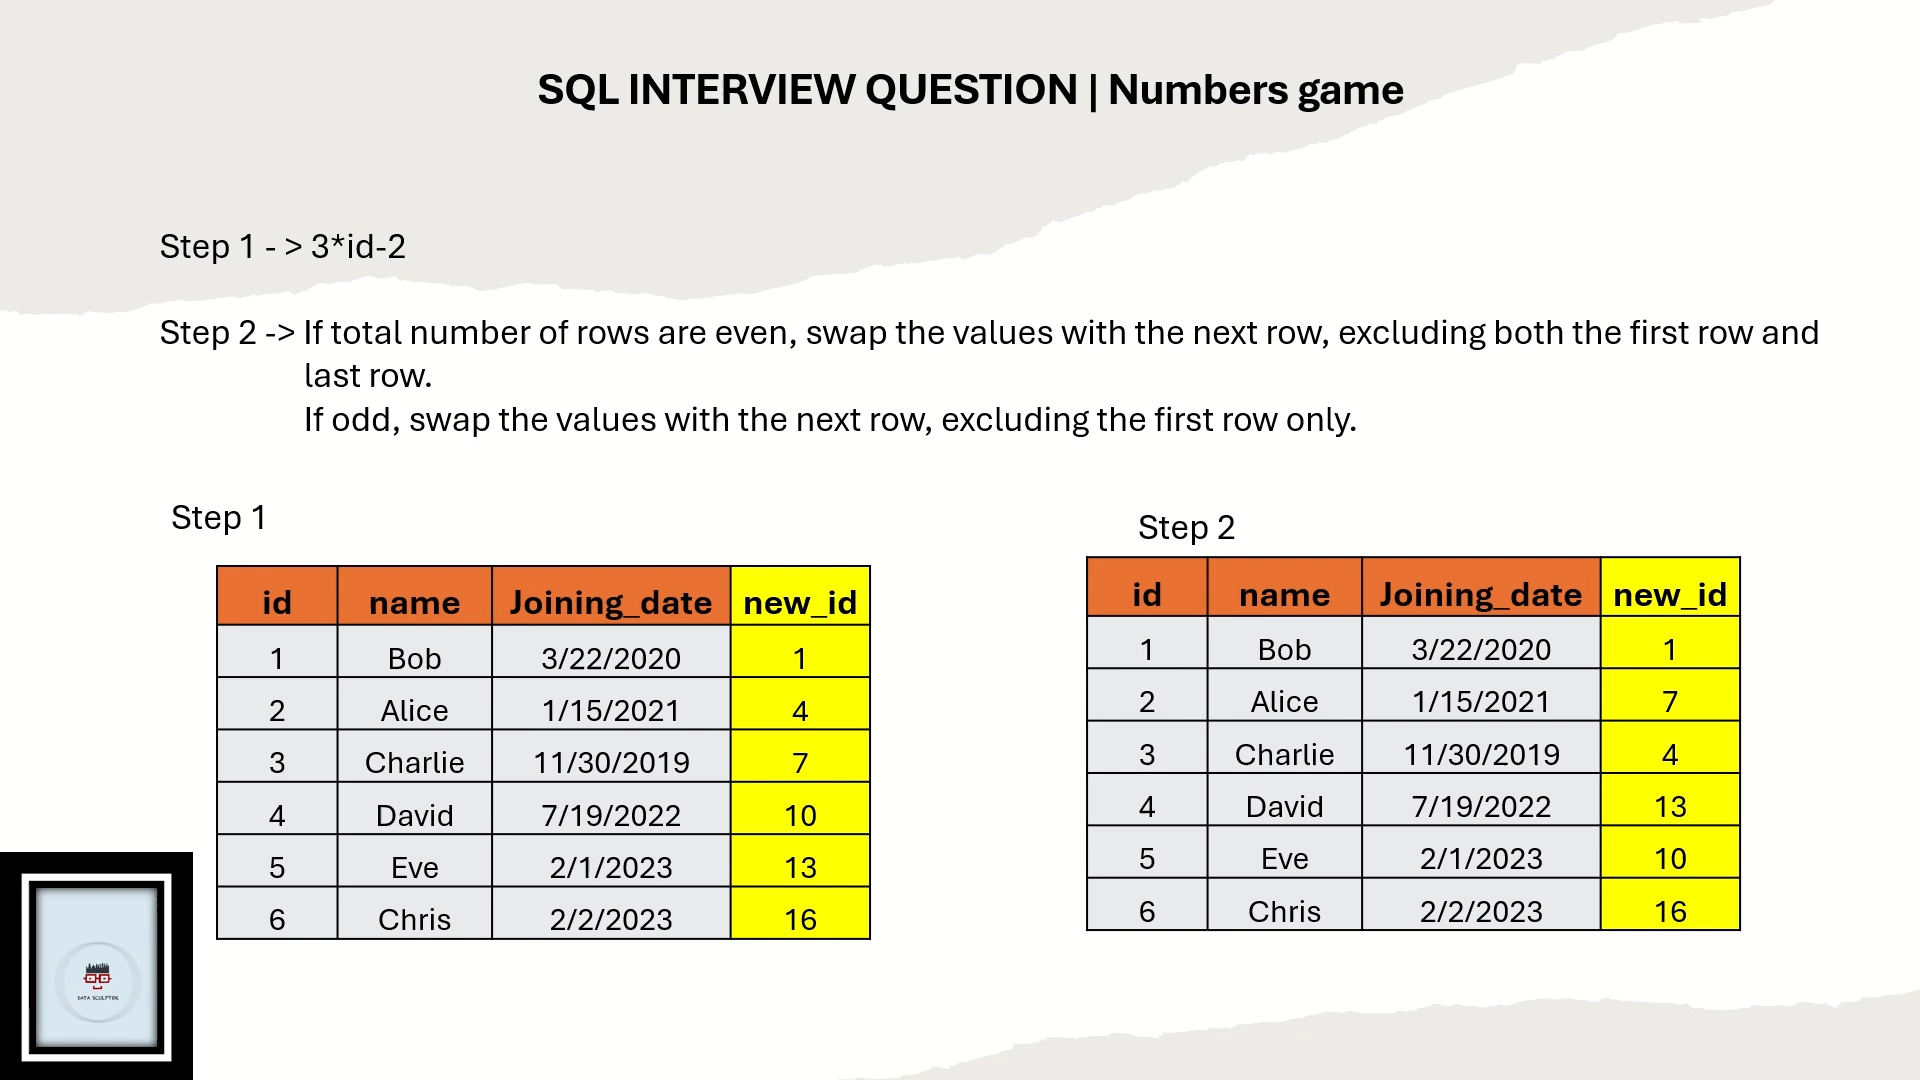 SQL INTERVIEW QUESTION | Numbers game
Step 1 - > 3*id-2
Step 2 -> If total number of rows are even, swap the values with the next row, excluding both the first row and
last row.
If odd, swap the values with the next row, excluding the first row only.
Step 1
id name Joining_date new_id
1 Bob 3/22/2020 1
2 Alice 1/15/2021 4
3 Charlie 11/30/2019 7
4 David 7/19/2022 10
5 Eve 2/1/2023 13
6 Chris 2/2/2023 16
Step 2
id name Joining_date new_id
1 Bob 3/22/2020 1
2 Alice 1/15/2021 7
3 Charlie 11/30/2019 4
4 David 7/19/2022 13
5 Eve 2/1/2023 10
6 Chris 2/2/2023 16
DATA SCULPTOR